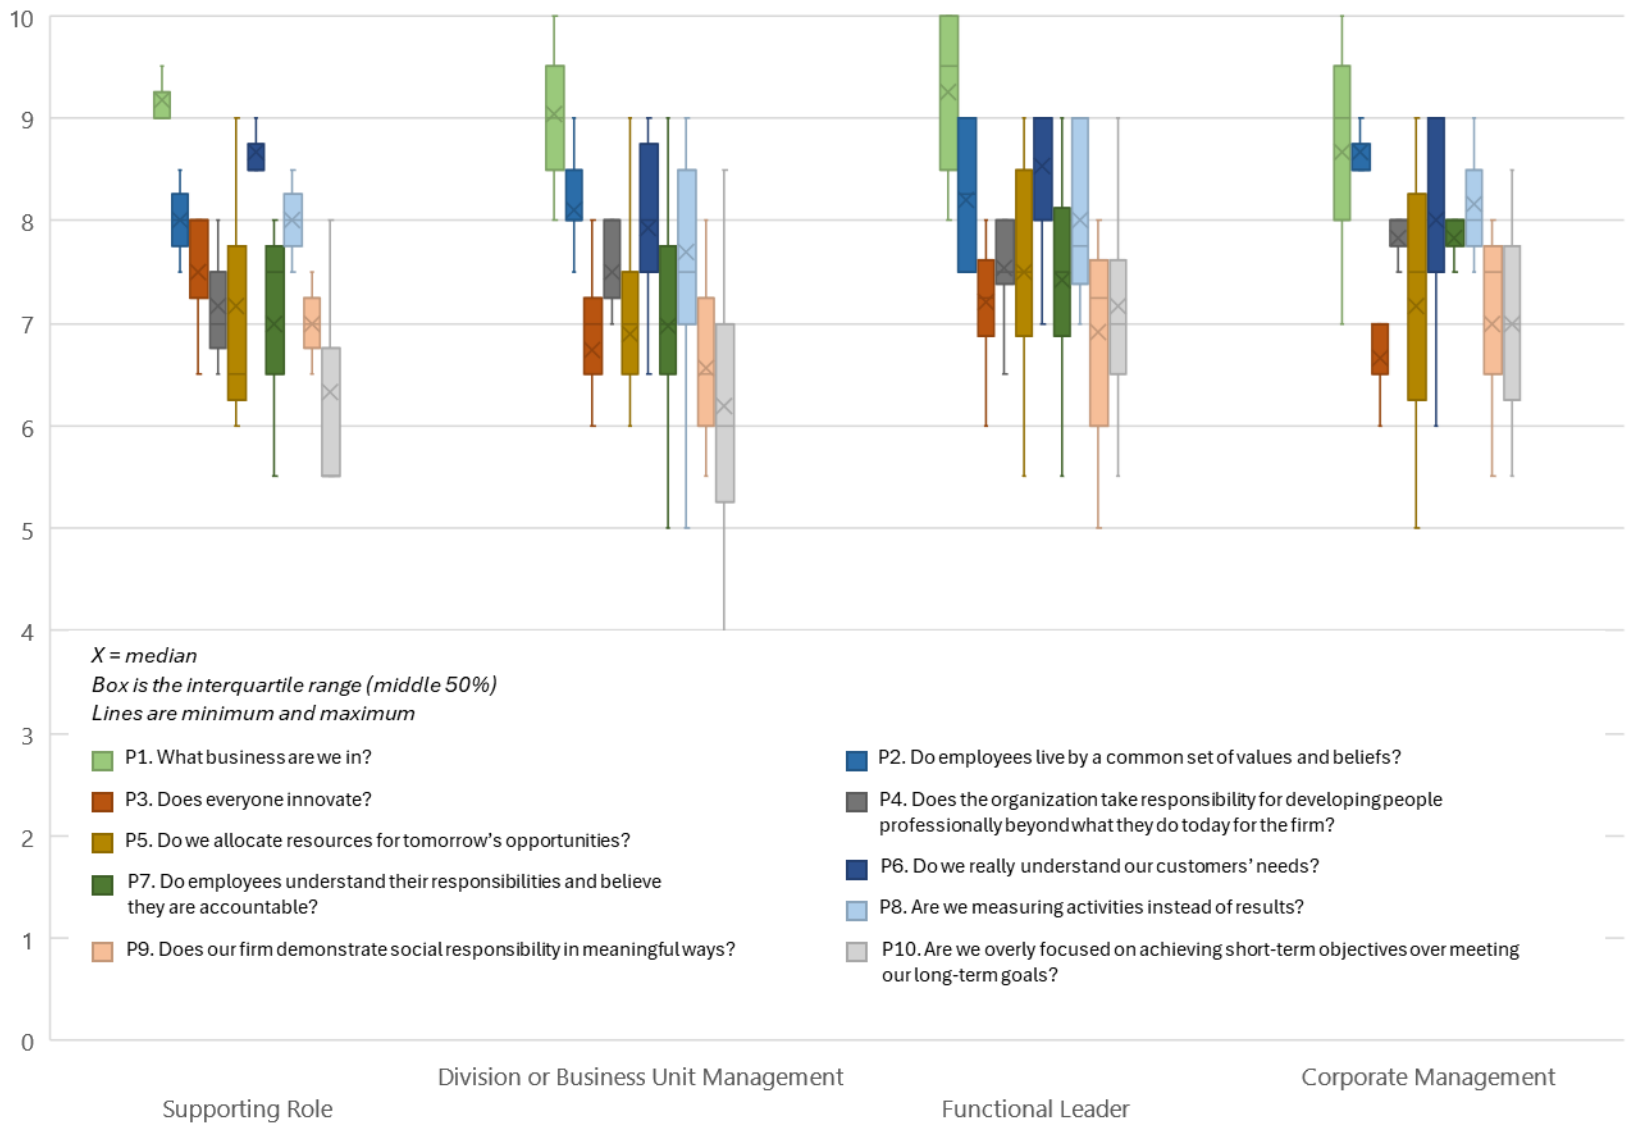 10
9
8
7
6
5
4
X = median
Box is the interquartile range (middle 50%)
Lines are minimum and maximum
3
P1. What business are we in?
P2. Do employees live by a common set of values and beliefs?
P3. Does everyone innovate?
P4. Does the organization take responsibility for developing people
professionally beyond what they do today for the firm?
2
P5. Do we allocate resources for tomorrow's opportunities?
P6. Do we really understand our customers' needs?
P7. Do employees understand their responsibilities and believe
they are accountable?
P8. Are we measuring activities instead of results?
1
P9. Does our firm demonstrate social responsibility in meaningful ways?
P10. Are we overly focused on achieving short-term objectives over meeting
our long-term goals?
0
Division or Business Unit Management
Corporate Management
Supporting Role
Functional Leader